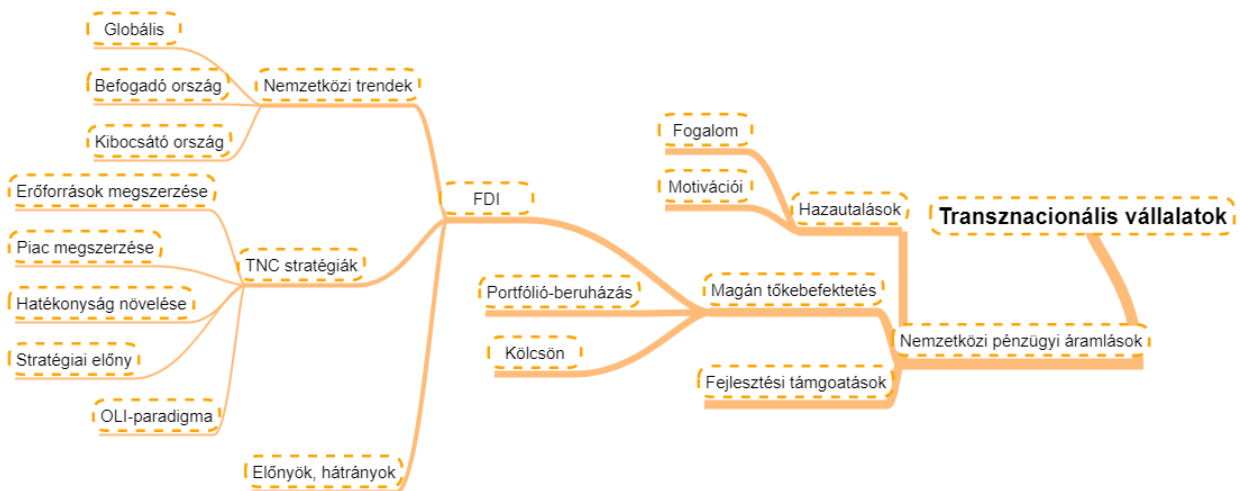 Globális
Befogadó ország
Kibocsátó ország
Nemzetközi trendek
Erőforrások megszerzése
Piac megszerzése
Hatékonyság növelése
Stratégiai előny
OLI-paradigma
TNC stratégiák
Előnyök, hátrányok
FDI
Portfólió-beruházás
Kölcsön
Fogalom
Motivációi
Hazautalások
Magán tőkebefektetés
Fejlesztési támgoatások
Nemzetközi pénzügyi áramlások
Transznacionális vállalatok